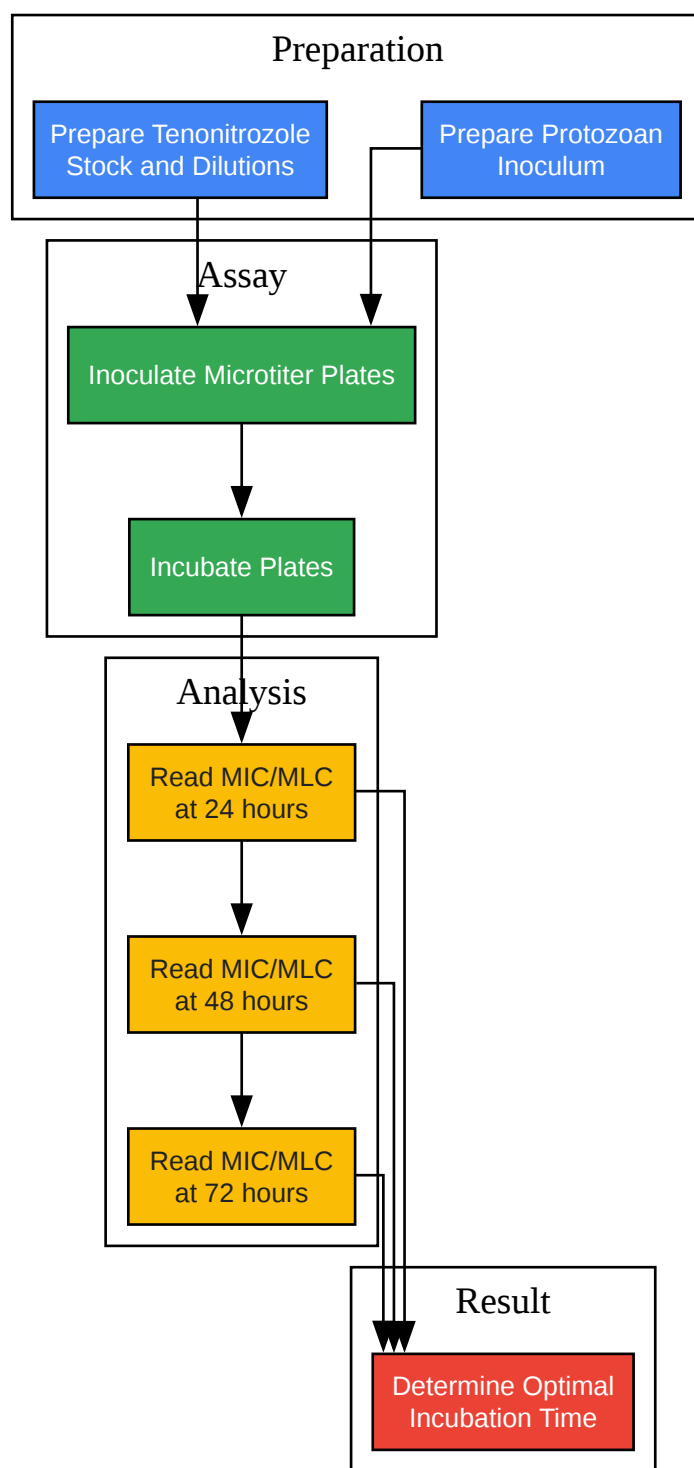 Preparation
Prepare Tenonitrozole
Stock and Dilutions
Prepare Protozoan
Inoculum
Assay
Inoculate Microtiter Plates
Incubate Plates
Analysis
Read MIC/MLC
at 24 hours
Read MIC/MLC
at 48 hours
Read MIC/MLC
at 72 hours
Result
Determine Optimal
Incubation Time